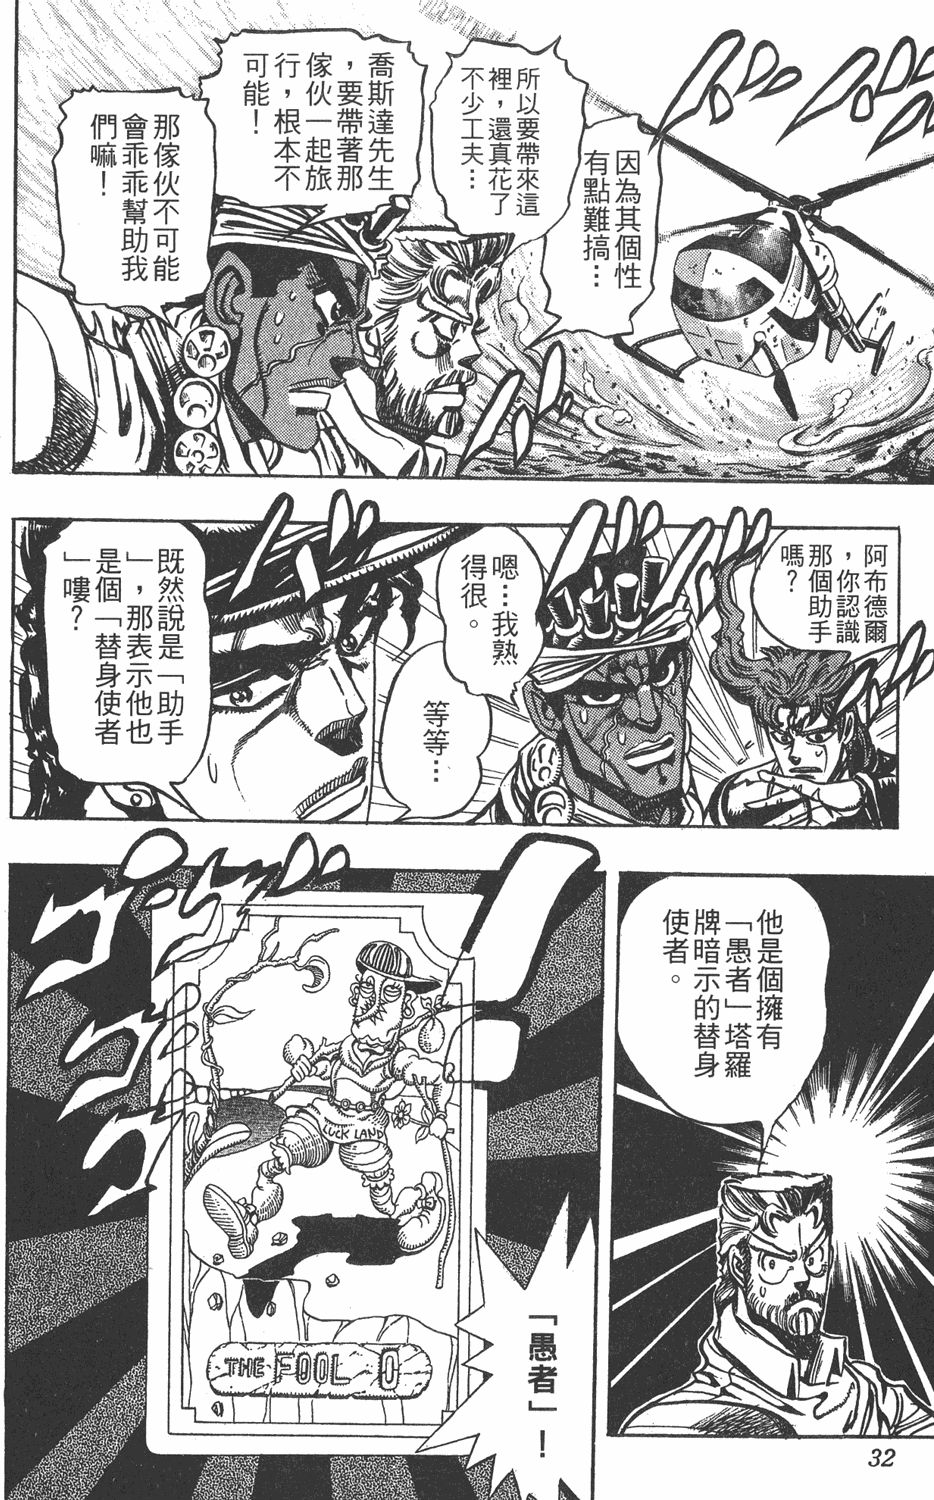 因為其個性
有點難搞…
所以要帶來這
裡，還真花了
不少工夫…
喬斯達先生
，要帶著那
傢伙一起旅
行，根本不
可能！
那傢伙不可能
會乖乖幫助我
們嘛！
阿布德爾
，你認識
那個助手
嗎？
嗯…我熟
得很。
等等…
既然說是「助手
」，那表示他也
是個「替身使者
」嘍？
他是個擁有
「愚者」塔羅
牌暗示的替身
使者。
ゴゴゴ
LUCK LAND
THE FOOL 0
「愚者」！
32